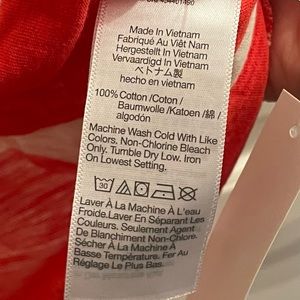 Made In Vietnam
Fabriqué Au Việt Nam
Hergestellt In Vietnam
Vervaardigd In Vietnam
ベトナム製
hecho en vietnam
100% Cotton /Coton /
Baumwolle /Katoen /綿 /
algodón
Machine Wash Cold With Like
Colors. Non-Chlorine Bleach
Only. Tumble Dry Low. Iron
On Lowest Setting.
30
Laver À La Machine À L'eau
Froide.Laver En Séparant Les
Couleurs. Seulement Agent
De Blanchiment Non-Chlore.
Sécher À La Machine À
Basse Température. Fer Au
Réglage Le Plus Bas.